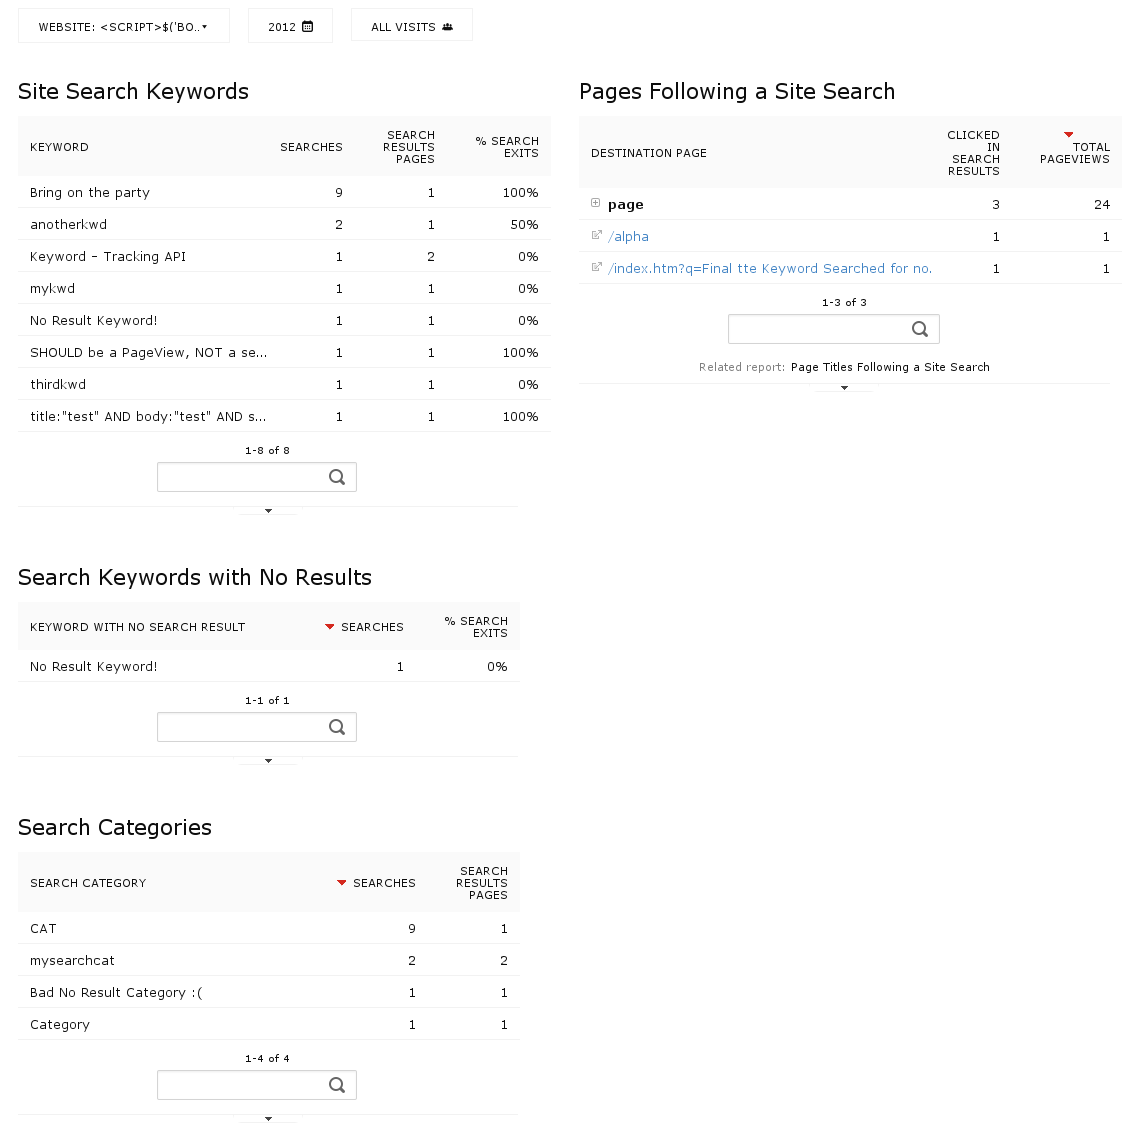 WEBSITE: <SCRIPT>$('BO.. 2012 ALL VISITS
Site Search Keywords
KEYWORD SEARCHES SEARCH RESULTS PAGES % SEARCH EXITS
Bring on the party 9 1 100%
anotherkwd 2 1 50%
Keyword - Tracking API 1 2 0%
mykwd 1 1 0%
No Result Keyword! 1 1 0%
SHOULD be a PageView, NOT a se... 1 1 100%
thirdkwd 1 1 0%
title:"test" AND body:"test" AND s... 1 1 100%
1-8 of 8
Pages Following a Site Search
DESTINATION PAGE CLICKED IN SEARCH RESULTS TOTAL PAGEVIEWS
page 3 24
/alpha 1 1
/index.htm?q=Final tte Keyword Searched for no. 1 1
1-3 of 3
Related report: Page Titles Following a Site Search
Search Keywords with No Results
KEYWORD WITH NO SEARCH RESULT SEARCHES % SEARCH EXITS
No Result Keyword! 1 0%
1-1 of 1
Search Categories
SEARCH CATEGORY SEARCHES SEARCH RESULTS PAGES
CAT 9 1
mysearchcat 2 2
Bad No Result Category :( 1 1
Category 1 1
1-4 of 4